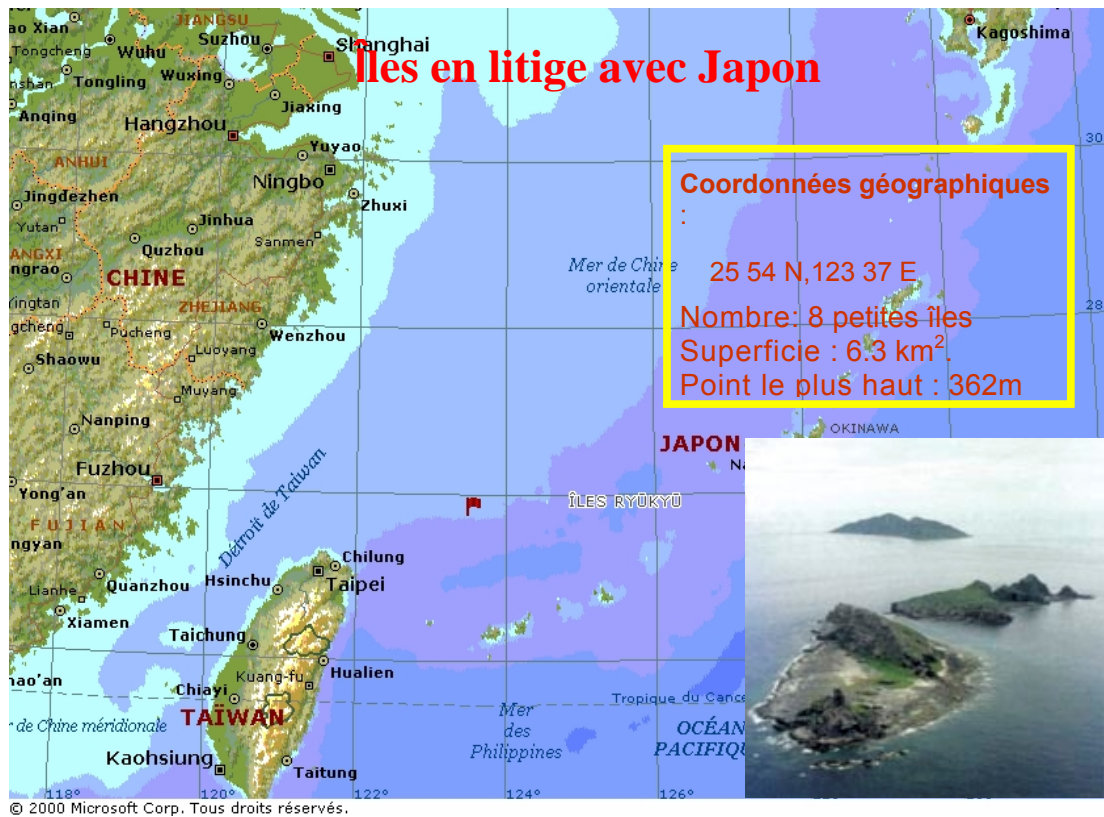 JIANGSU
ao Xian
Suzhou
Shanghai
Kagoshima
Îles en litige avec Japon
Tongcheng
Wuhu
Tongling
Wuxing
Jiaxing
Anqing
Hangzhou
30
Yuyao
ANHUI
Ningbo
Coordonnées géographiques
:
Jingdezhen
Zhuxi
Yutan
Jinhua
Sanmen
Quzhou
Mer de Chine
orientale
25 54 N,123 37 E
CHINE
28
ZHEJIANG
Nombre: 8 petites îles
Pucheng
Wenzhou
Superficie : 6.3 km².
Luoyang
Shaowu
Point le plus haut : 362m
Muyang
Nanping
OKINAWA
JAPON
Fuzhou
Détroit de Taiwan
Yong'an
ÎLES RYŪKYŪ
FUJIAN
Chilung
Quanzhou
Hsinchu
Taipei
Lianhe
Xiamen
Taichung
Kuang-fu
Hualien
Chiayi
Tropique du Cance
TAÏWAN
Mer
des
Philippines
de Chine méridionale
OCÉAN
PACIFIQU
Kaohsiung
Taitung
118°
120°
122°
124°
126°
© 2000 Microsoft Corp. Tous droits réservés.